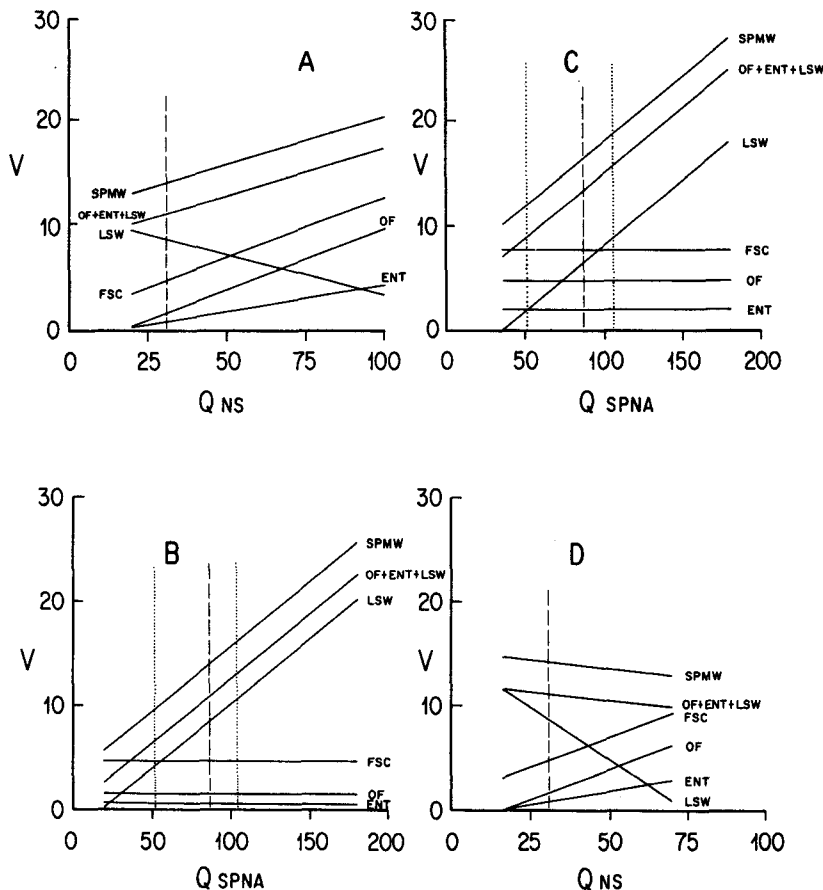 30
A
20
V
SPMW
OF+ENT+LSW
10
LSW
OF
FSC
ENT
0
0 25 50 75 100
Q NS
30
C
SPMW
OF+ENT+LSW
20
V
LSW
10
FSC
OF
ENT
0
0 50 100 150 200
Q SPNA
30
B
SPMW
OF+ENT+LSW
20
LSW
V
10
FSC
OF
ENT
0
0 50 100 150 200
Q SPNA
30
D
20
V
SPMW
10
OF+ENT+LSW
FSC
OF
ENT
LSW
0
0 25 50 75 100
Q NS